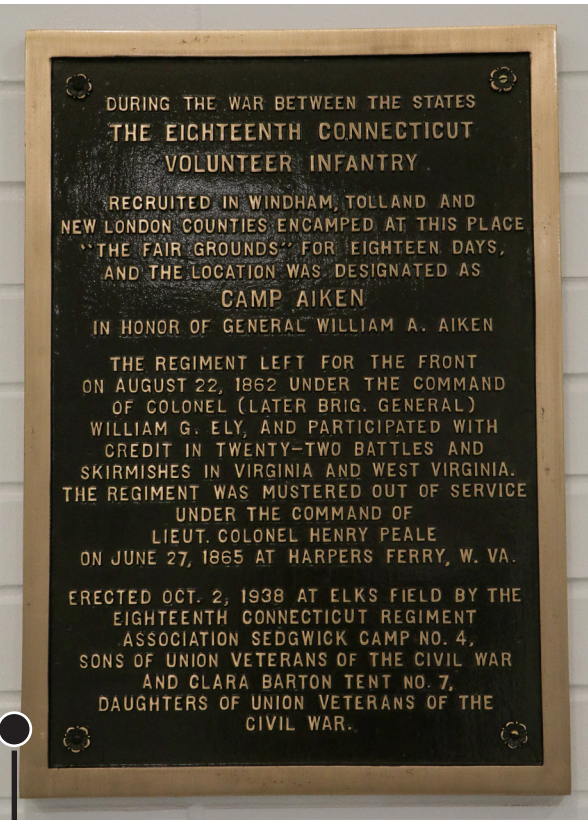 DURING THE WAR BETWEEN THE STATES
THE EIGHTEENTH CONNECTICUT
VOLUNTEER INFANTRY
RECRUITED IN WINDHAM, TOLLAND AND
NEW LONDON COUNTIES ENCAMPED AT THIS PLACE
"THE FAIR GROUNDS" FOR EIGHTEEN DAYS,
AND THE LOCATION WAS DESIGNATED AS
CAMP AIKEN
IN HONOR OF GENERAL WILLIAM A. AIKEN
THE REGIMENT LEFT FOR THE FRONT
ON AUGUST 22, 1862 UNDER THE COMMAND
OF COLONEL (LATER BRIG. GENERAL)
WILLIAM G. ELY, AND PARTICIPATED WITH
CREDIT IN TWENTY-TWO BATTLES AND
SKIRMISHES IN VIRGINIA AND WEST VIRGINIA.
THE REGIMENT WAS MUSTERED OUT OF SERVICE
UNDER THE COMMAND OF
LIEUT. COLONEL HENRY PEALE
ON JUNE 27, 1865 AT HARPERS FERRY, W. VA.
ERECTED OCT. 2, 1938 AT ELKS FIELD BY THE
EIGHTEENTH CONNECTICUT REGIMENT
ASSOCIATION SEDGWICK CAMP NO. 4,
SONS OF UNION VETERANS OF THE CIVIL WAR
AND CLARA BARTON TENT NO. 7,
DAUGHTERS OF UNION VETERANS OF THE
CIVIL WAR.